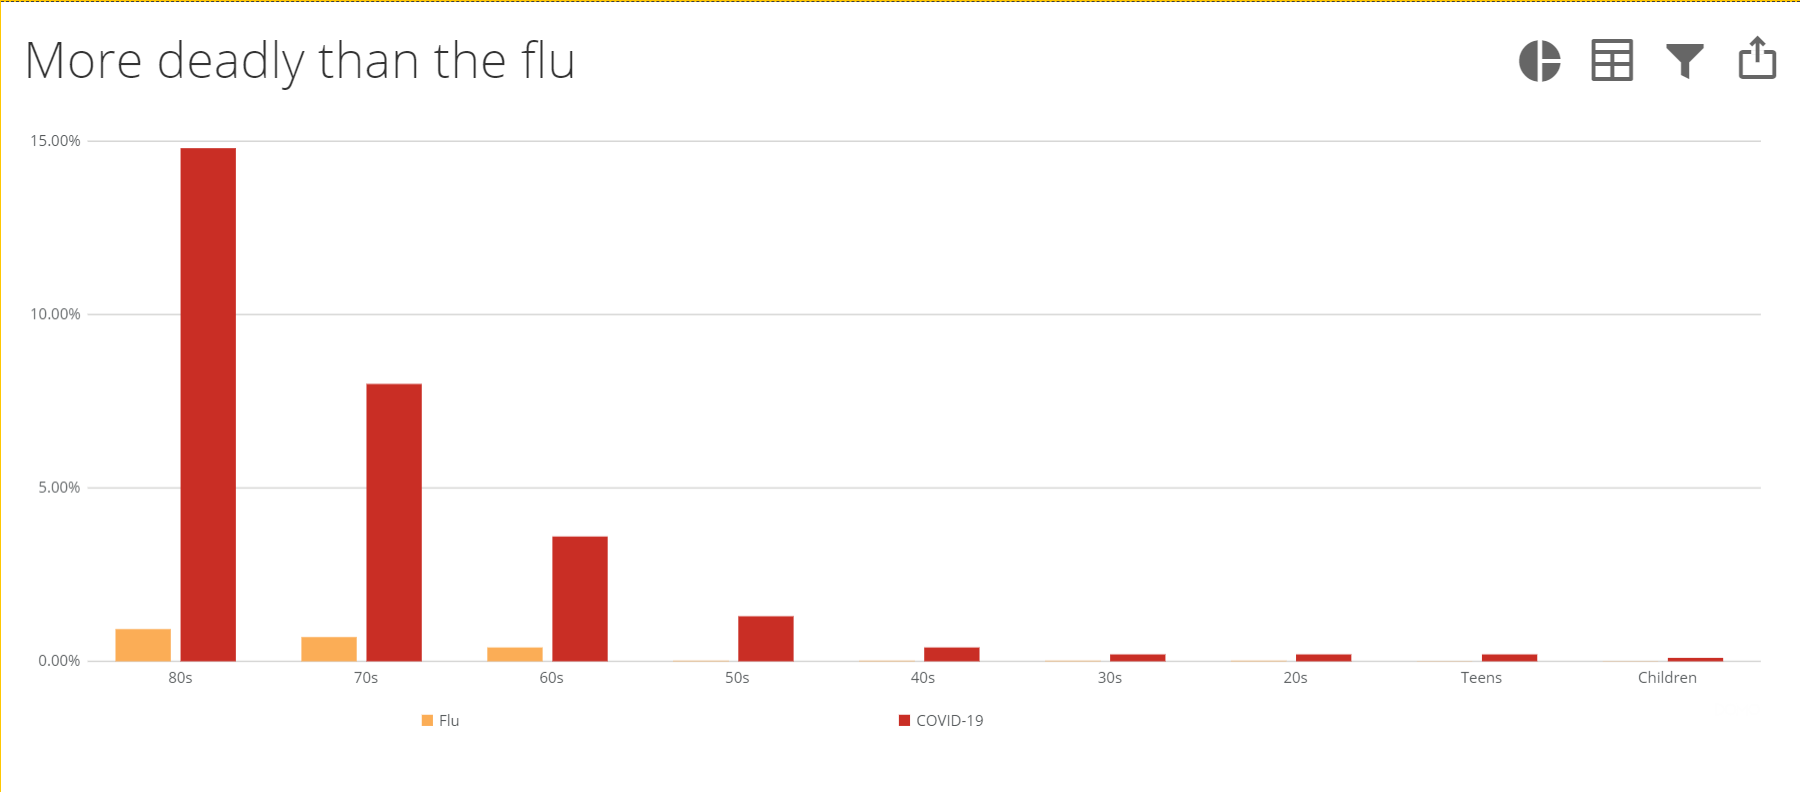 More deadly than the flu
15.00%
10.00%
5.00%
0.00%
80s 70s 60s 50s 40s 30s 20s Teens Children
Flu COVID-19